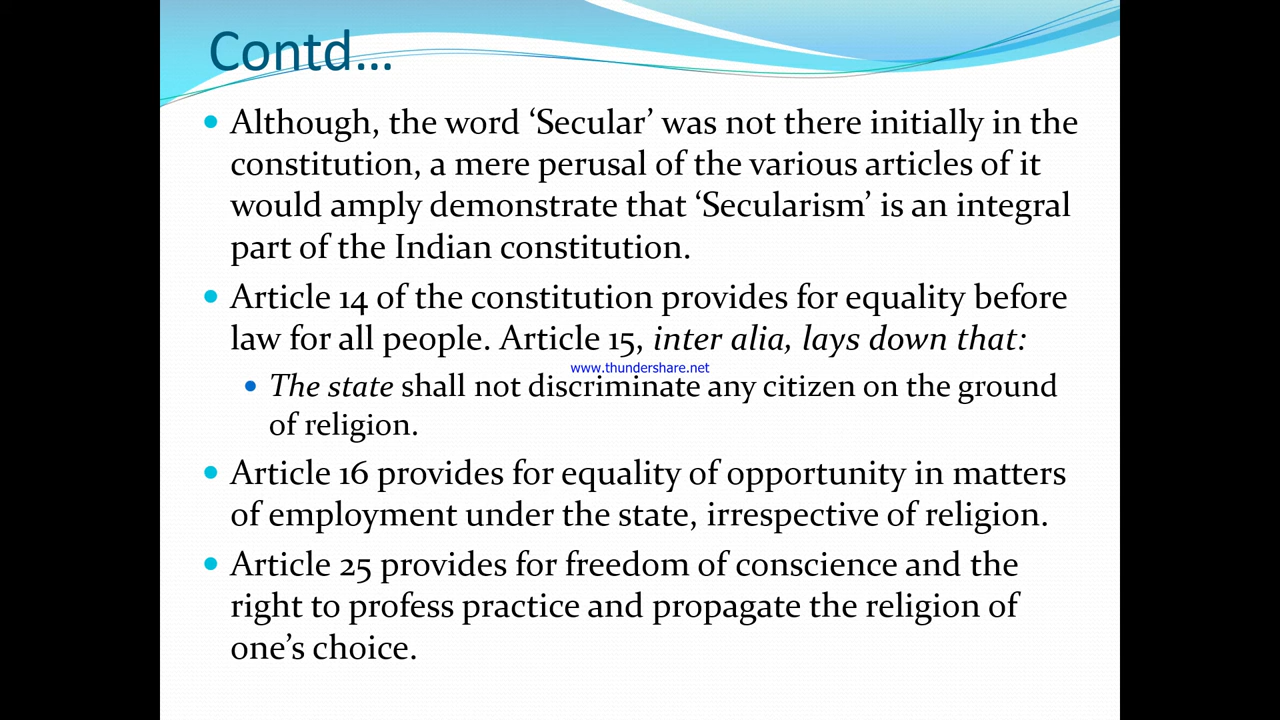 Contd...
• Although, the word ‘Secular’ was not there initially in the
constitution, a mere perusal of the various articles of it
would amply demonstrate that ‘Secularism’ is an integral
part of the Indian constitution.
• Article 14 of the constitution provides for equality before
law for all people. Article 15, inter alia, lays down that:
www.thundershare.net
• The state shall not discriminate any citizen on the ground
of religion.
• Article 16 provides for equality of opportunity in matters
of employment under the state, irrespective of religion.
• Article 25 provides for freedom of conscience and the
right to profess practice and propagate the religion of
one’s choice.